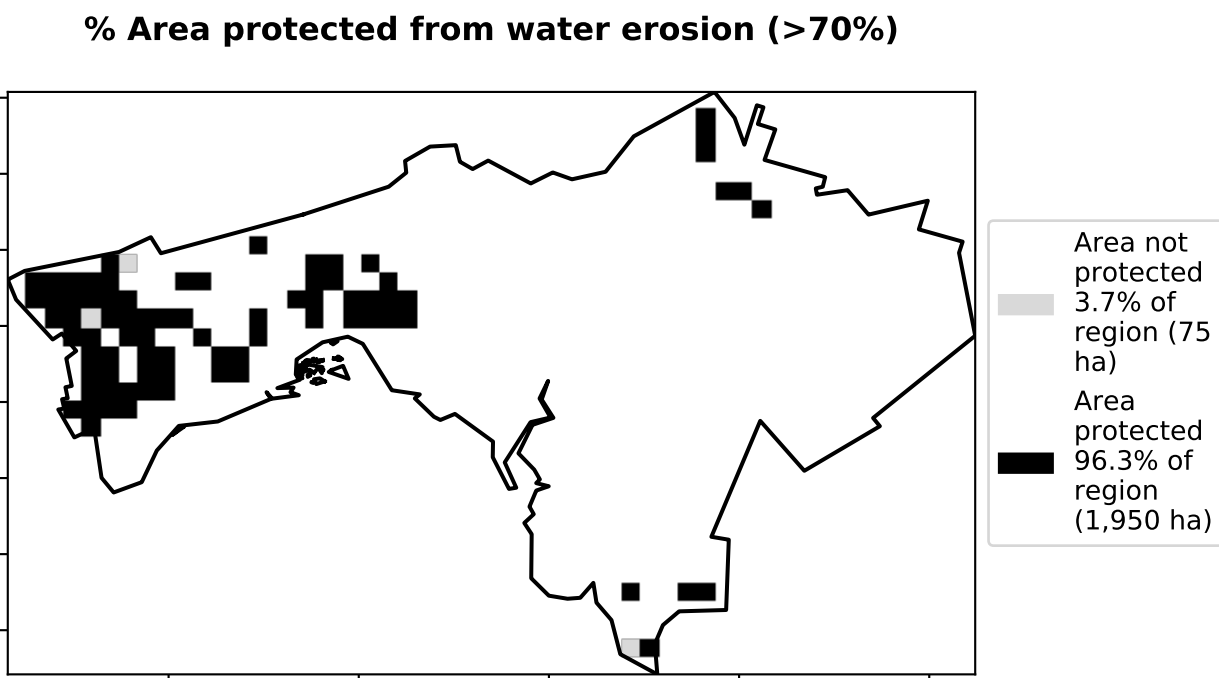 % Area protected from water erosion (>70%)
Area not
protected
3.7% of
region (75
ha)
Area
protected
96.3% of
region
(1,950 ha)